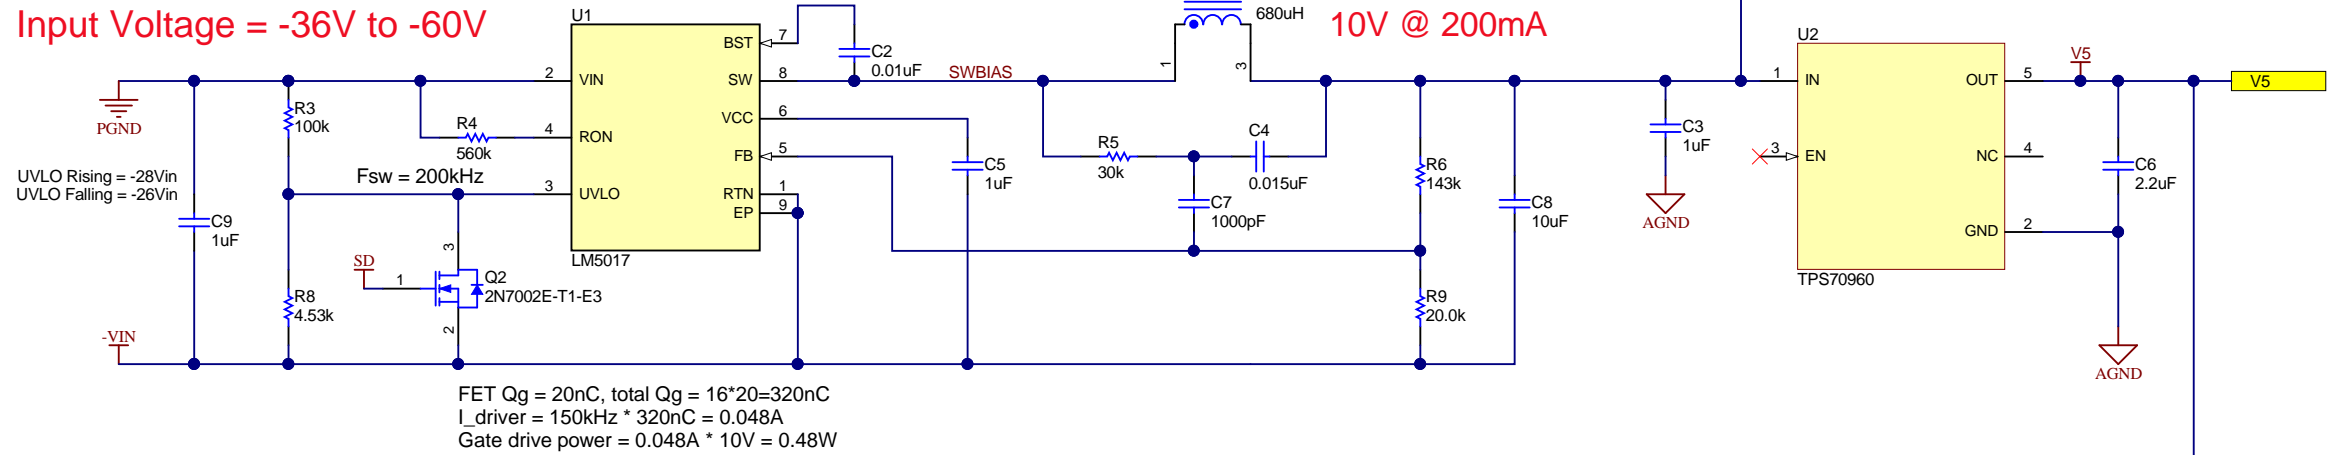 Input Voltage = -36V to -60V
U1
680uH
10V @ 200mA
U2
BST
7
C2
0.01uF
V5
2
VIN
SW
8
SWBIAS
1
3
1
IN
OUT
5
V5
PGND
R3
100k
R4
560k
4
RON
VCC
6
C5
1uF
R5
30k
C4
0.015uF
C3
1uF
FB
5
R6
143k
3
EN
NC
4
C6
2.2uF
UVLO Rising = -28Vin
UVLO Falling = -26Vin
Fsw = 200kHz
3
UVLO
RTN
1
EP
9
C7
1000pF
C8
10uF
AGND
C9
1uF
GND
2
LM5017
TPS70960
SD
1
3
Q2
2N7002E-T1-E3
2
R8
4.53k
R9
20.0k
-VIN
AGND
FET Qg = 20nC, total Qg = 16*20=320nC
I_driver = 150kHz * 320nC = 0.048A
Gate drive power = 0.048A * 10V = 0.48W